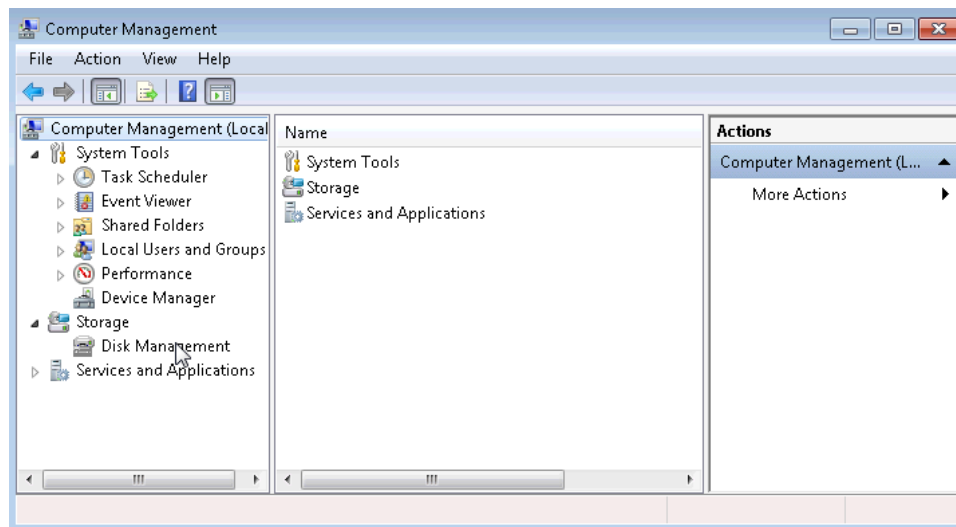 Computer Management
File Action View Help
Computer Management (Local
System Tools
Task Scheduler
Event Viewer
Shared Folders
Local Users and Groups
Performance
Device Manager
Storage
Disk Management
Services and Applications
Name
System Tools
Storage
Services and Applications
Actions
Computer Management (L...
More Actions